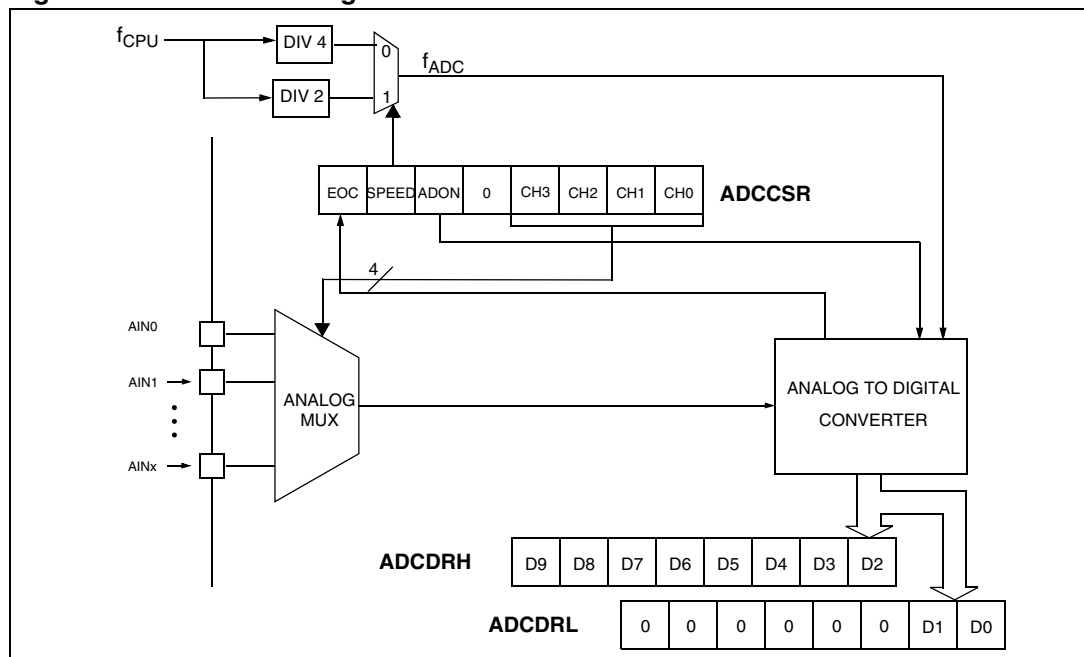 fCPU
DIV 4
0
fADC
DIV 2
1
EOC SPEED ADON 0 CH3 CH2 CH1 CH0 ADCCSR
4
AIN0
AIN1
ANALOG
MUX
ANALOG TO DIGITAL
CONVERTER
AINx
ADCDRH D9 D8 D7 D6 D5 D4 D3 D2
ADCDRL 0 0 0 0 0 0 D1 D0